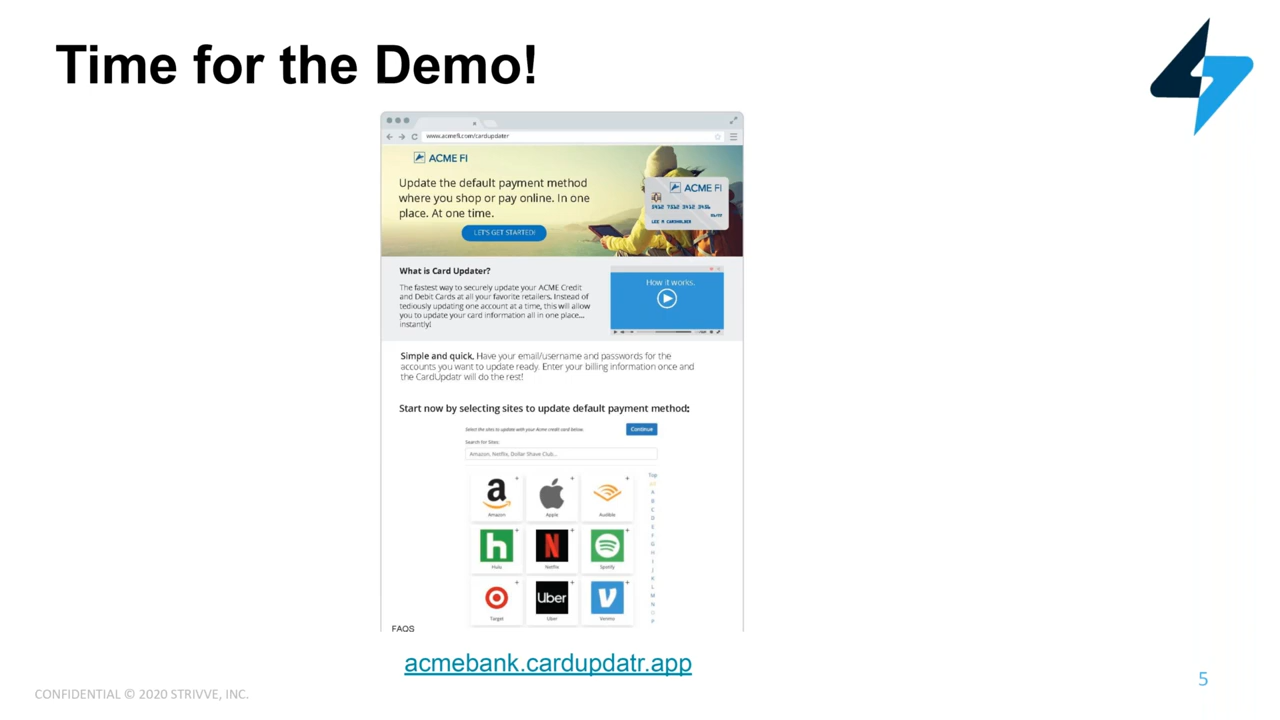 Time for the Demo!
www.acmefi.com/cardupdater
ACME FI
Update the default payment method
where you shop or pay online. In one
place. At one time.
LET'S GET STARTED!
ACME FI
3412 7512 3412 3456
LEE M CARDHOLDER
What is Card Updater?
The fastest way to securely update your ACME Credit
and Debit Cards at all your favorite retailers. Instead of
tediously updating one account at a time, this will allow
you to update your card information all in one place...
instantly!
How it works.
Simple and quick. Have your email/username and passwords for the
accounts you want to update ready. Enter your billing information once and
the CardUpdatr will do the rest!
Start now by selecting sites to update default payment method:
Select the sites to update with your Acme credit card below.
Continue
Search for Sites:
Amazon, Netflix, Dollar Shave Club...
Top
A
B
C
D
E
F
G
H
I
J
K
L
M
N
O
P
Amazon
Apple
Audible
Hulu
Netflix
Spotify
Uber
Target
Uber
Venmo
FAQS
acmebank.cardupdatr.app
CONFIDENTIAL © 2020 STRIVVE, INC.
5